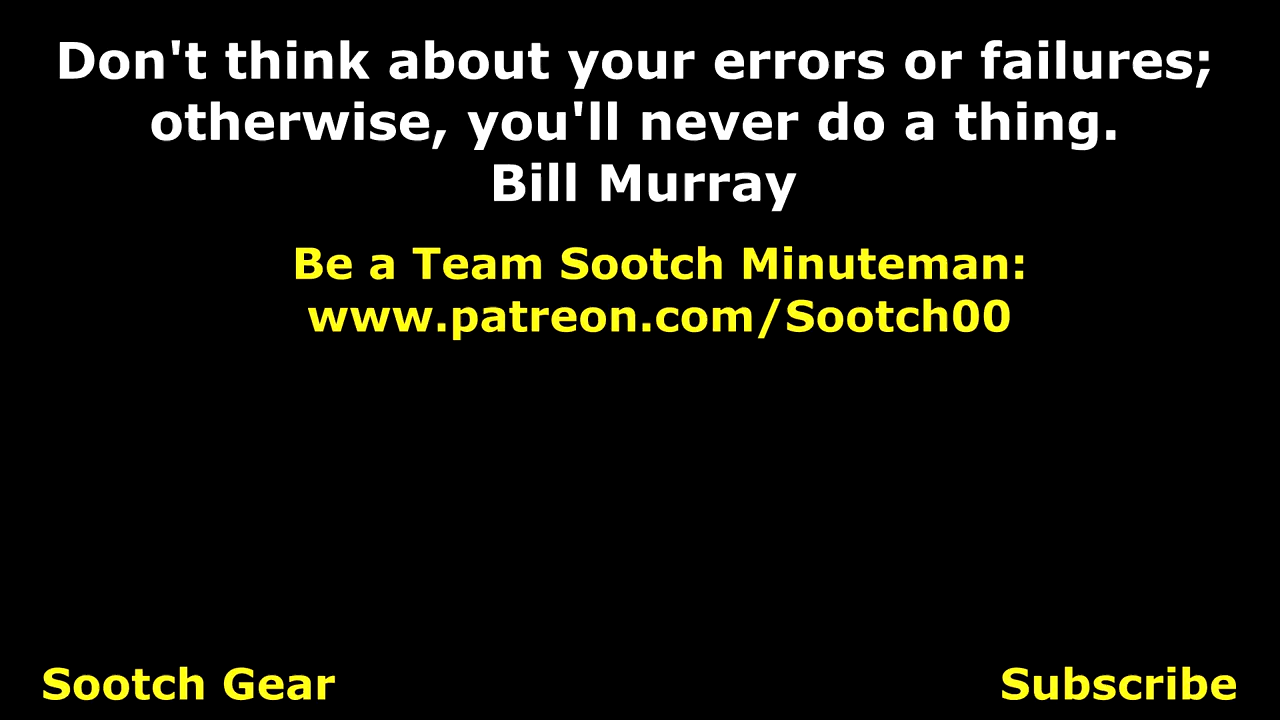 Don't think about your errors or failures;
otherwise, you'll never do a thing.
Bill Murray
Be a Team Sootch Minuteman:
www.patreon.com/Sootch00
Sootch Gear
Subscribe